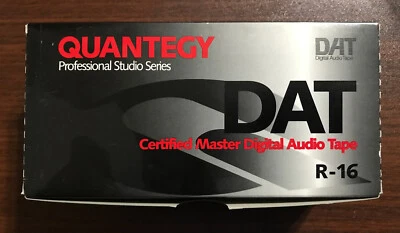 QUANTEGY
Professional Studio Series
DAT
Digital Audio Tape
DAT
Certified Master Digital Audio Tape
R-16